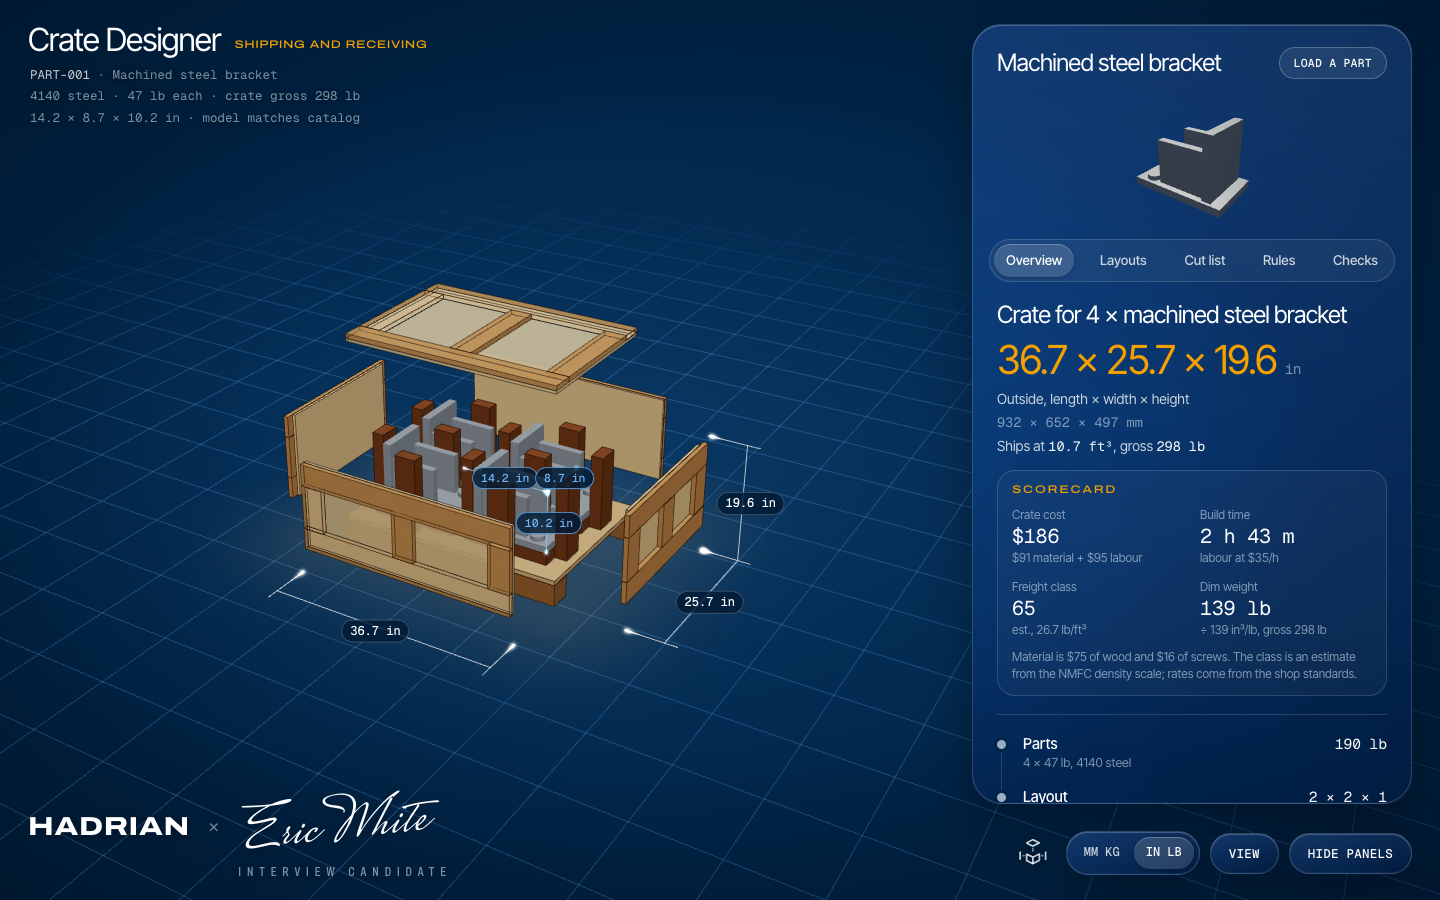 Crate Designer SHIPPING AND RECEIVING
PART-001 · Machined steel bracket
4140 steel · 47 lb each · crate gross 298 lb
14.2 × 8.7 × 10.2 in · model matches catalog
14.2 in
8.7 in
10.2 in
19.6 in
25.7 in
36.7 in
Machined steel bracket
LOAD A PART
Overview Layouts Cut list Rules Checks
Crate for 4 × machined steel bracket
36.7 × 25.7 × 19.6 in
Outside, length × width × height
932 × 652 × 497 mm
Ships at 10.7 ft³, gross 298 lb
SCORECARD
Crate cost Build time
$186 2 h 43 m
$91 material + $95 labour labour at $35/h
Freight class Dim weight
65 139 lb
est., 26.7 lb/ft³ ÷ 139 in³/lb, gross 298 lb
Material is $75 of wood and $16 of screws. The class is an estimate
from the NMFC density scale; rates come from the shop standards.
Parts 190 lb
4 × 47 lb, 4140 steel
Layout 2 × 2 × 1
HADRIAN × Eric White
INTERVIEW CANDIDATE
MM KG IN LB VIEW HIDE PANELS